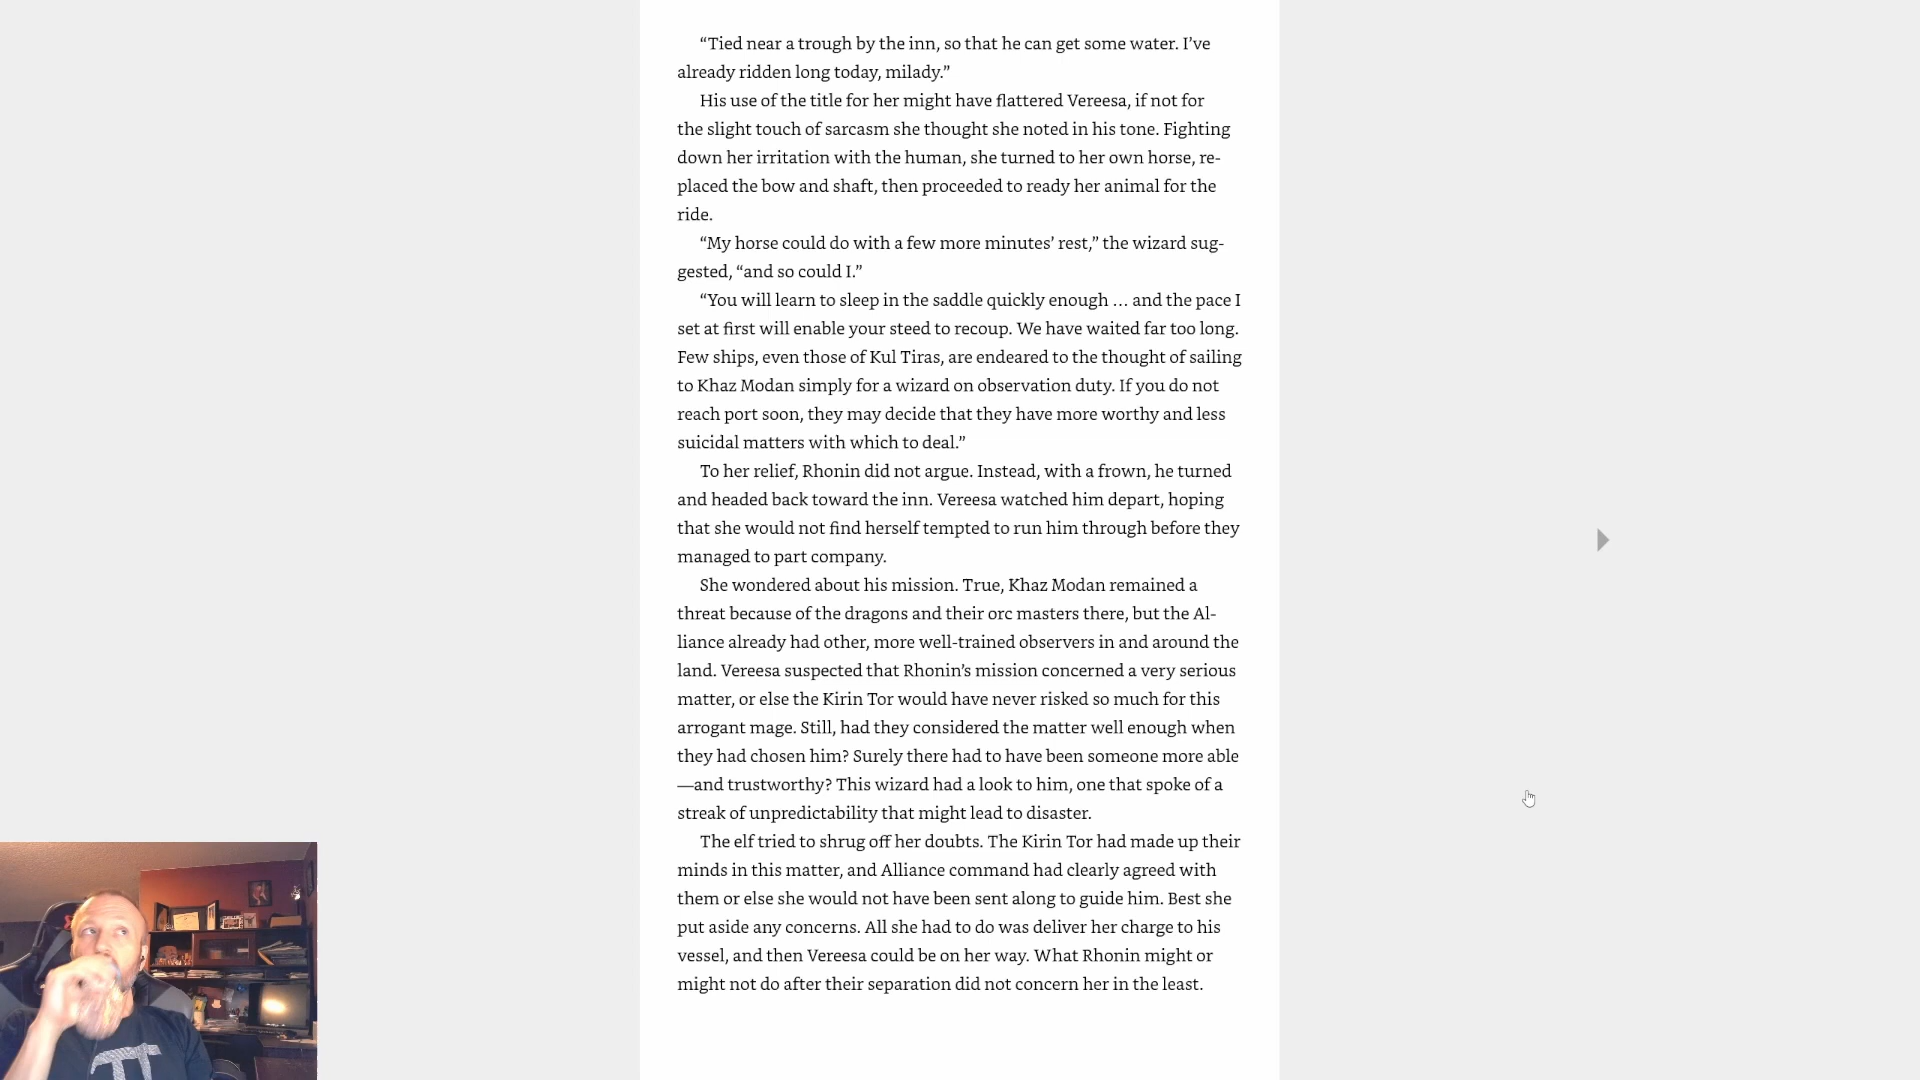 “Tied near a trough by the inn, so that he can get some water. I’ve
already ridden long today, milady.”
His use of the title for her might have flattered Vereesa, if not for
the slight touch of sarcasm she thought she noted in his tone. Fighting
down her irritation with the human, she turned to her own horse, re-
placed the bow and shaft, then proceeded to ready her animal for the
ride.
“My horse could do with a few more minutes’ rest,” the wizard sug-
gested, “and so could I.”
“You will learn to sleep in the saddle quickly enough … and the pace I
set at first will enable your steed to recoup. We have waited far too long.
Few ships, even those of Kul Tiras, are endeared to the thought of sailing
to Khaz Modan simply for a wizard on observation duty. If you do not
reach port soon, they may decide that they have more worthy and less
suicidal matters with which to deal.”
To her relief, Rhonin did not argue. Instead, with a frown, he turned
and headed back toward the inn. Vereesa watched him depart, hoping
that she would not find herself tempted to run him through before they
managed to part company.
She wondered about his mission. True, Khaz Modan remained a
threat because of the dragons and their orc masters there, but the Al-
liance already had other, more well-trained observers in and around the
land. Vereesa suspected that Rhonin’s mission concerned a very serious
matter, or else the Kirin Tor would have never risked so much for this
arrogant mage. Still, had they considered the matter well enough when
they had chosen him? Surely there had to have been someone more able
—and trustworthy? This wizard had a look to him, one that spoke of a
streak of unpredictability that might lead to disaster.
The elf tried to shrug off her doubts. The Kirin Tor had made up their
minds in this matter, and Alliance command had clearly agreed with
them or else she would not have been sent along to guide him. Best she
put aside any concerns. All she had to do was deliver her charge to his
vessel, and then Vereesa could be on her way. What Rhonin might or
might not do after their separation did not concern her in the least.